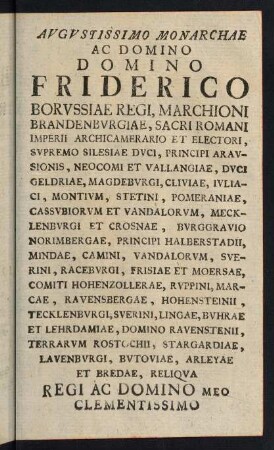 AVGVSTISSIMO MONARCHAE
AC DOMINO
DOMINO
FRIDERICO
BORVSSIAE REGI, MARCHIONI
BRANDENBVRGIAE, SACRI ROMANI
IMPERII ARCHICAMERARIO ET ELECTORI,
SVPREMO SILESIAE DVCI, PRINCIPI ARAV-
SIONIS, NEOCOMI ET VALLANGIAE, DVCI
GELDRIAE, MAGDEBVRGI, CLIVIAE, IVLIA-
CI, MONTIVM, STETINI, POMERANIAE,
CASSVBIORVM ET VANDALORVM, MECK-
LENBVRGI ET CROSNAE, BVRGGRAVIO
NORIMBERGAE, PRINCIPI HALBERSTADII,
MINDAE, CAMINI, VANDALORVM, SVE-
RINI, RACEBVRGI, FRISIAE ET MOERSAE,
COMITI HOHENZOLLERAE, RVPPINI, MAR-
CAE, RAVENSBERGAE, HOHENSTEINII,
TECKLENBVRGI, SVERINI, LINGAE, BVHRAE
ET LEHRDAMIAE, DOMINO RAVENSTENII,
TERRARVM ROSTOCHII, STARGARDIAE,
LAVENBVRGI, BVTOVIAE, ARLEYAE
ET BREDAE, RELIQVA
REGI AC DOMINO MEO
CLEMENTISSIMO